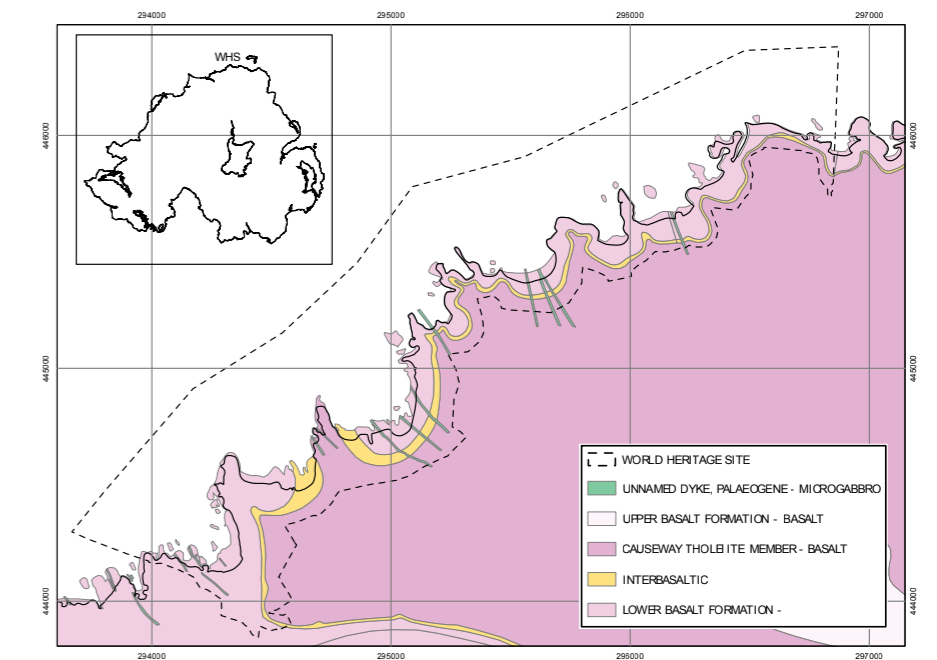 294000 295000 296000 297000
WHS
446000 446000
445000 445000
WORLD HERITAGE SITE
UNNAMED DYKE, PALAEOGENE - MICROGABBRO
UPPER BASALT FORMATION - BASALT
CAUSEWAY THOLEIITE MEMBER - BASALT
INTERBASALTIC
LOWER BASALT FORMATION -
444000 444000
294000 295000 296000 297000